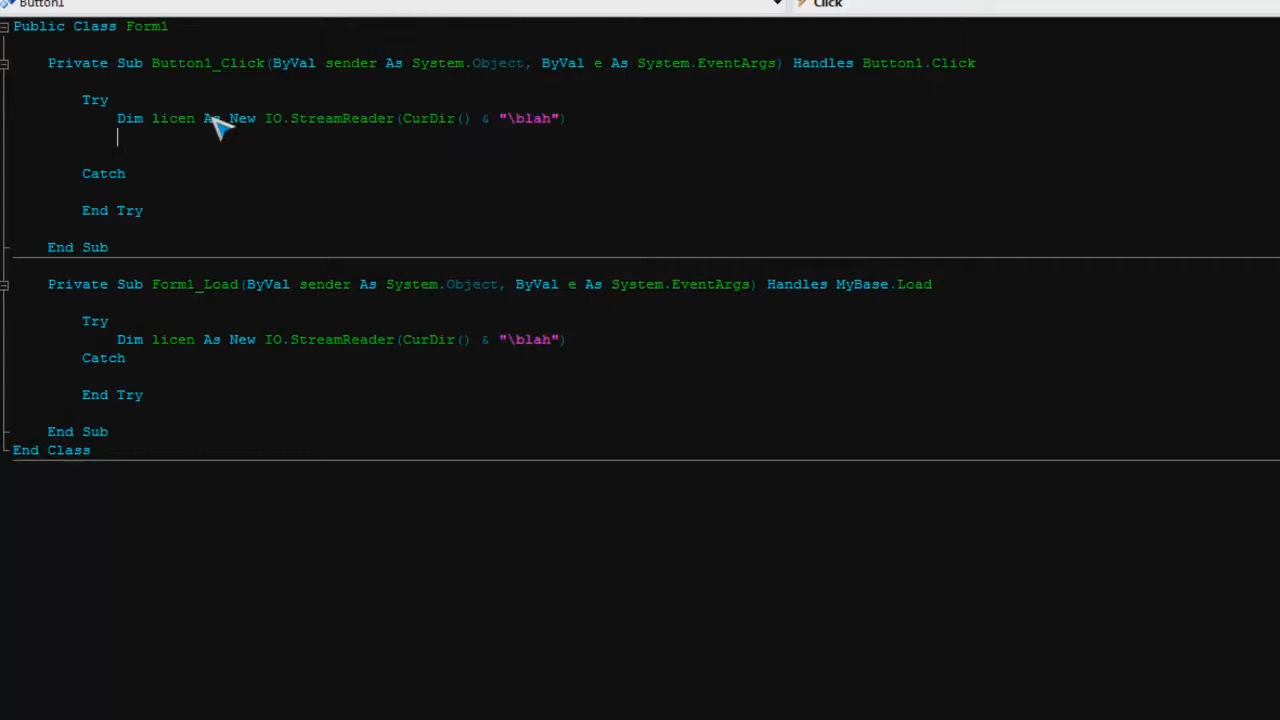 Button1
Click
Public Class Form1
Private Sub Button1_Click(ByVal sender As System.Object, ByVal e As System.EventArgs) Handles Button1.Click
Try
Dim licen As New IO.StreamReader(CurDir() & "\blah")
Catch
End Try
End Sub
Private Sub Form1_Load(ByVal sender As System.Object, ByVal e As System.EventArgs) Handles MyBase.Load
Try
Dim licen As New IO.StreamReader(CurDir() & "\blah")
Catch
End Try
End Sub
End Class